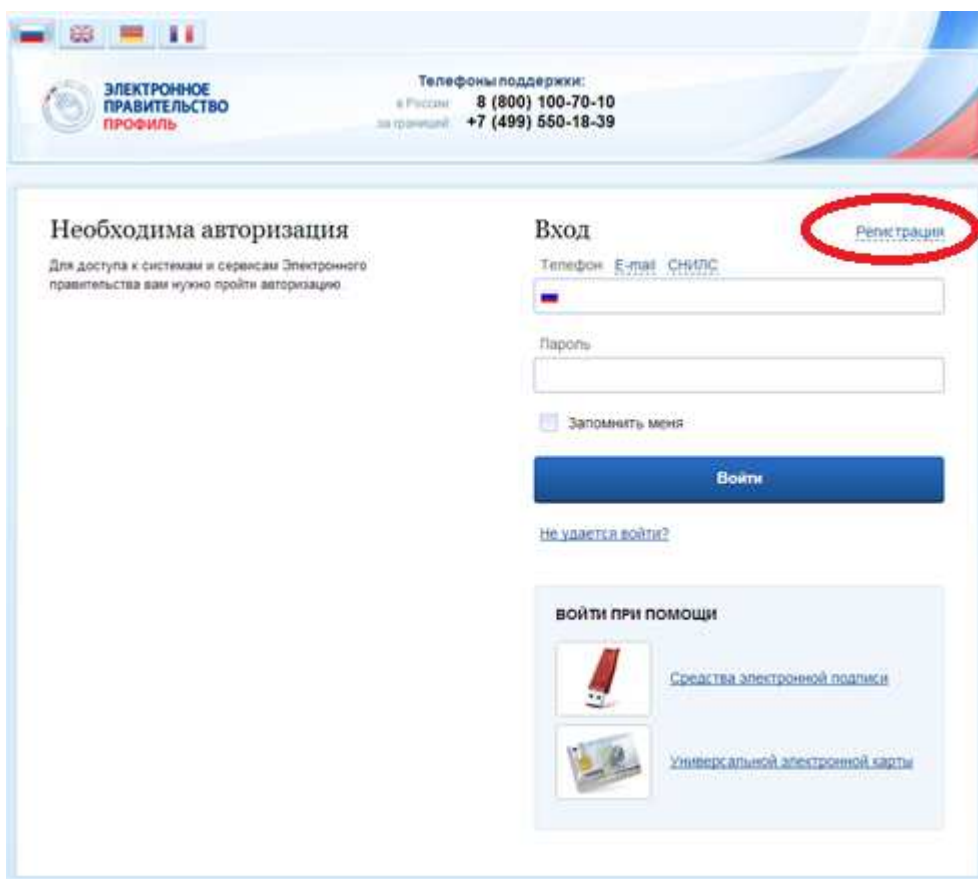 ЭЛЕКТРОННОЕ
ПРАВИТЕЛЬСТВО
ПРОФИЛЬ
Телефоны поддержки:
в России 8 (800) 100-70-10
за границей +7 (499) 550-18-39
Необходима авторизация
Для доступа к системам и сервисам Электронного
правительства вам нужно пройти авторизацию
Вход
Регистрация
Телефон E-mail СНИЛС
Пароль
Запомнить меня
Войти
Не удается войти?
ВОЙТИ ПРИ ПОМОЩИ
Средства электронной подписи
Универсальной электронной карты